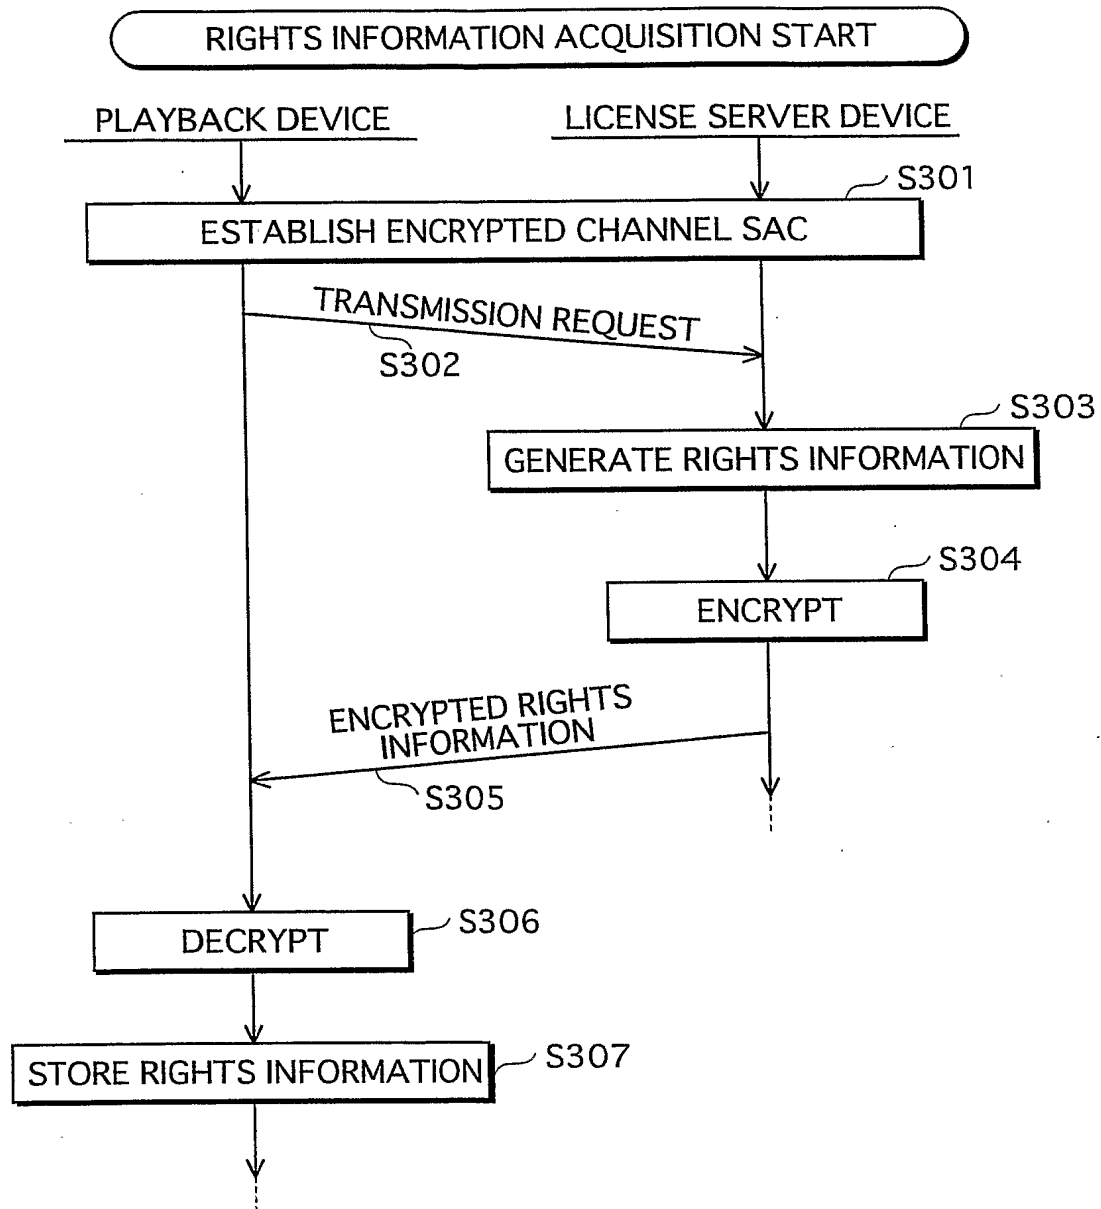 RIGHTS INFORMATION ACQUISITION START
PLAYBACK DEVICE
LICENSE SERVER DEVICE
S301
ESTABLISH ENCRYPTED CHANNEL SAC
TRANSMISSION REQUEST
S302
S303
GENERATE RIGHTS INFORMATION
S304
ENCRYPT
ENCRYPTED RIGHTS
INFORMATION
S305
S306
DECRYPT
S307
STORE RIGHTS INFORMATION